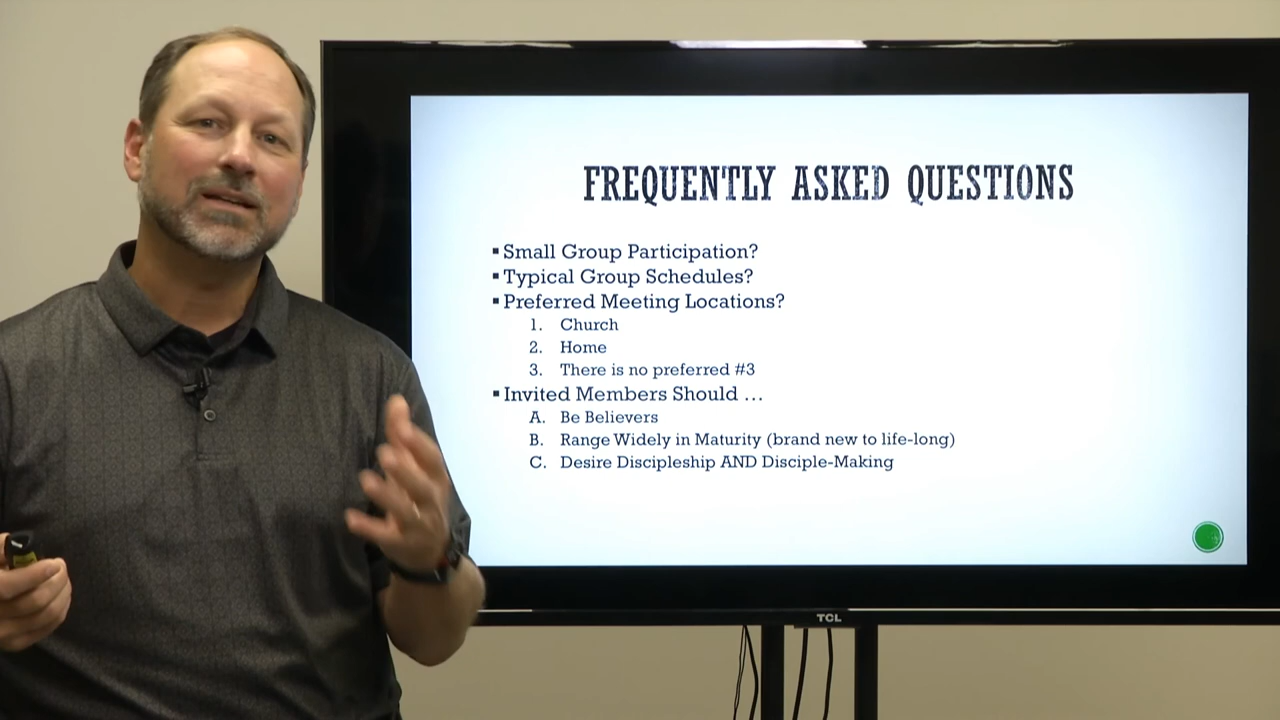 FREQUENTLY ASKED QUESTIONS
▪ Small Group Participation?
▪ Typical Group Schedules?
▪ Preferred Meeting Locations?
1. Church
2. Home
3. There is no preferred #3
▪ Invited Members Should …
A. Be Believers
B. Range Widely in Maturity (brand new to life-long)
C. Desire Discipleship AND Disciple-Making
TCL